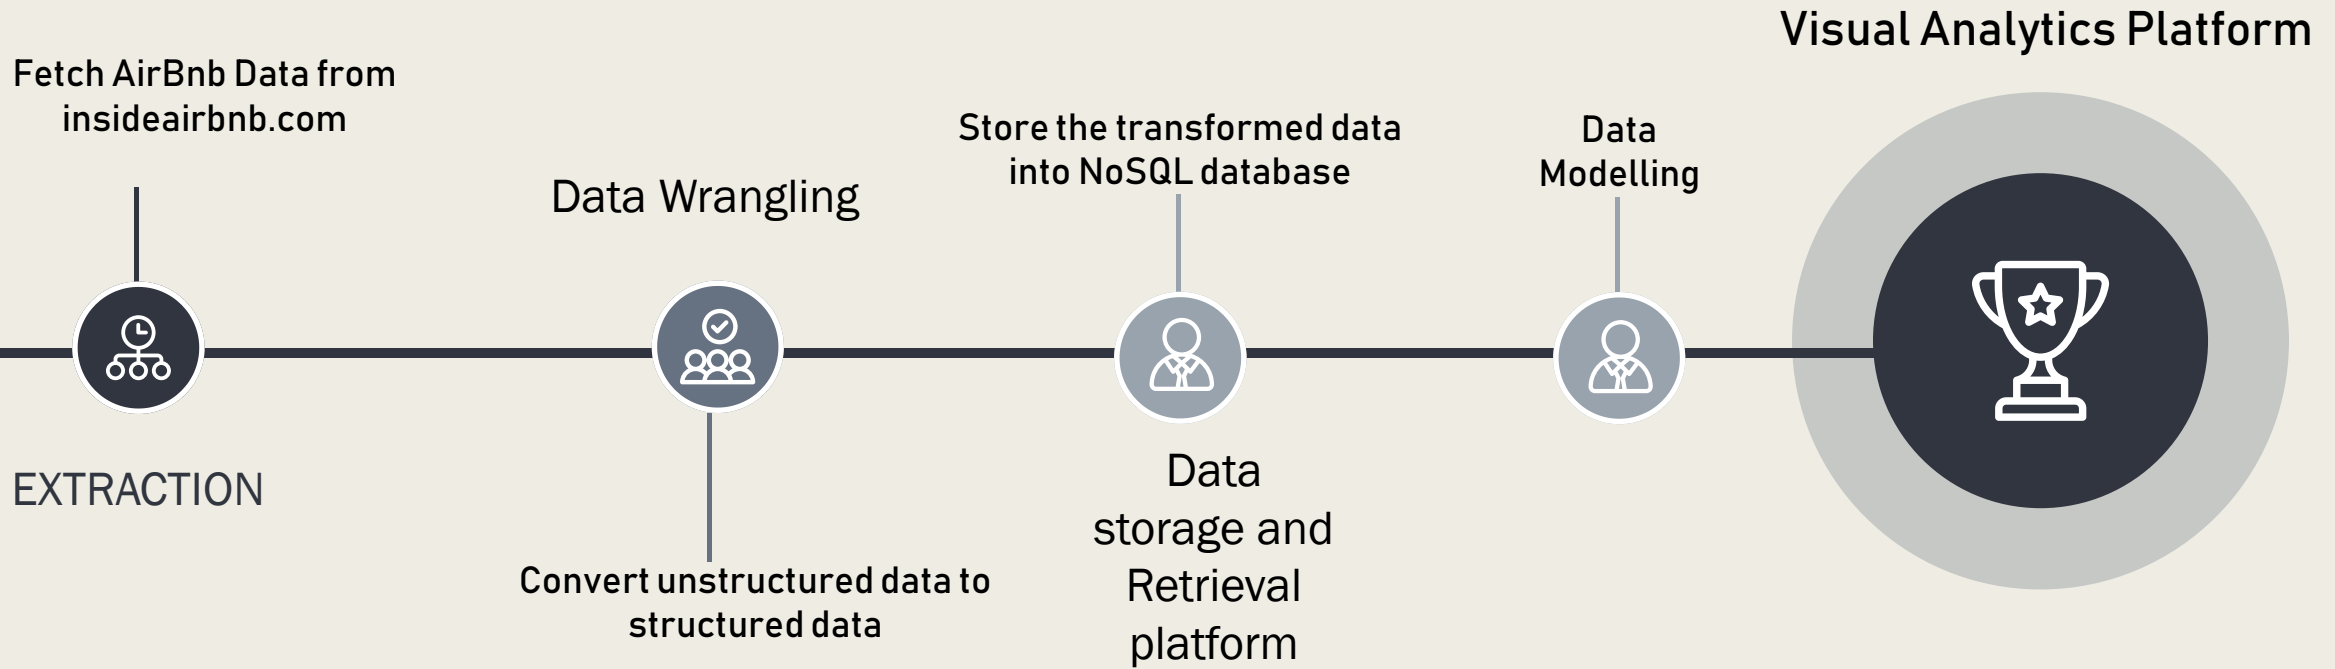 Visual Analytics Platform
Fetch AirBnb Data from
insideairbnb.com
EXTRACTION
Data Wrangling
Convert unstructured data to
structured data
Store the transformed data
into NoSQL database
Data
storage and
Retrieval
platform
Data
Modelling